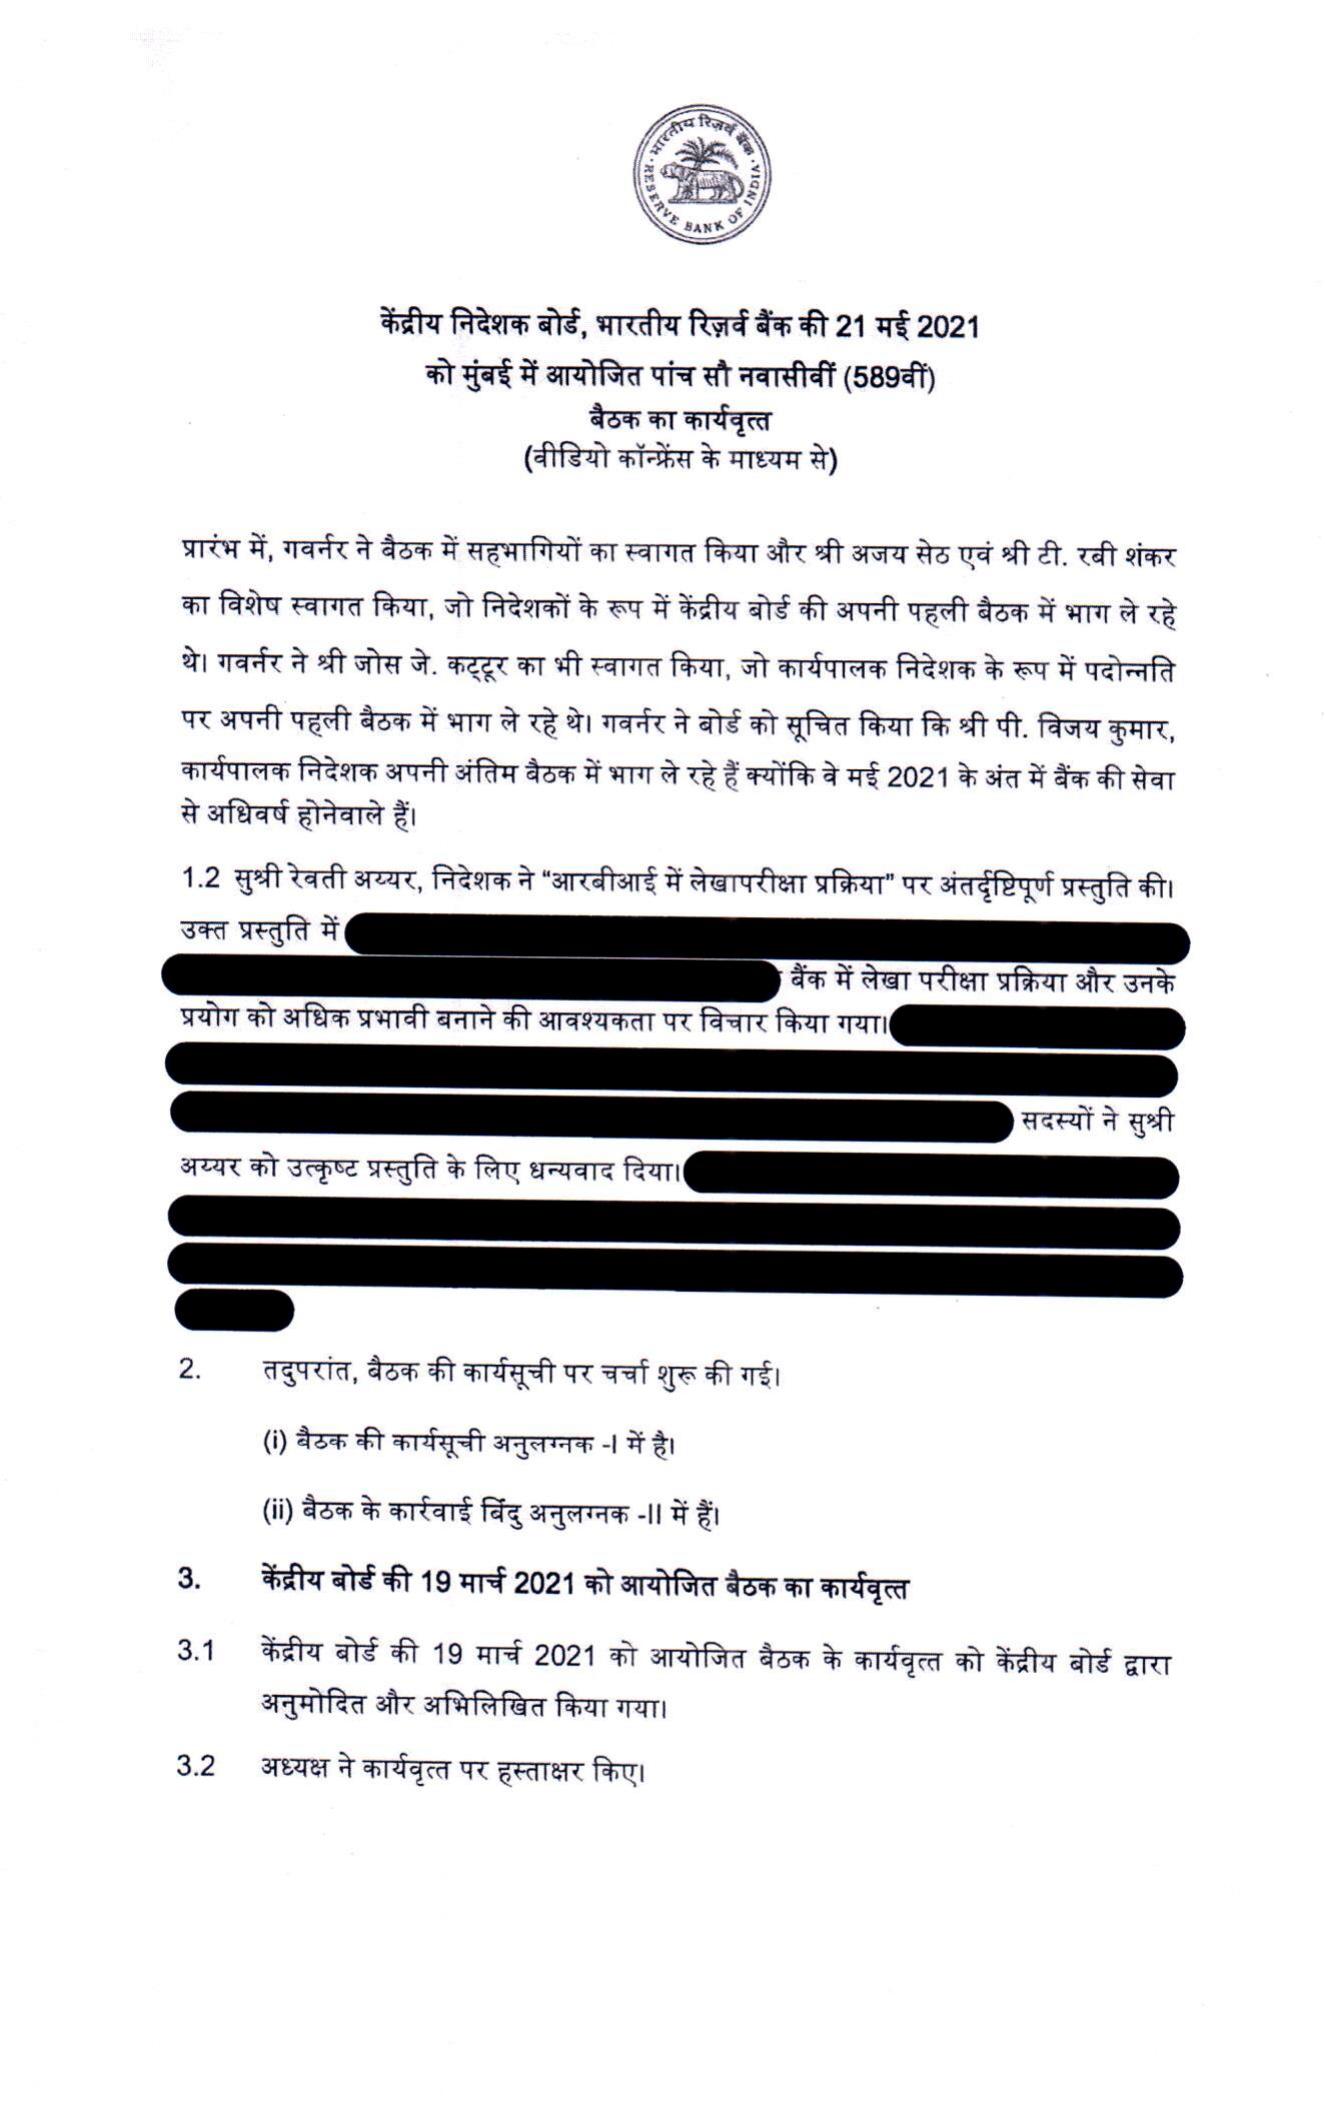 भारतीय रिज़र्व बैंक
RESERVE BANK OF INDIA
केंद्रीय निदेशक बोर्ड, भारतीय रिज़र्व बैंक की 21 मई 2021
को मुंबई में आयोजित पांच सौ नवासीवीं (589वीं)
बैठक का कार्यवृत्त
(वीडियो कॉन्फ्रेंस के माध्यम से)
प्रारंभ में, गवर्नर ने बैठक में सहभागियों का स्वागत किया और श्री अजय सेठ एवं श्री टी. रबी शंकर
का विशेष स्वागत किया, जो निदेशकों के रूप में केंद्रीय बोर्ड की अपनी पहली बैठक में भाग ले रहे
थे। गवर्नर ने श्री जोस जे. कट्टूर का भी स्वागत किया, जो कार्यपालक निदेशक के रूप में पदोन्नति
पर अपनी पहली बैठक में भाग ले रहे थे। गवर्नर ने बोर्ड को सूचित किया कि श्री पी. विजय कुमार,
कार्यपालक निदेशक अपनी अंतिम बैठक में भाग ले रहे हैं क्योंकि वे मई 2021 के अंत में बैंक की सेवा
से अधिवर्ष होनेवाले हैं।
1.2 सुश्री रेवती अय्यर, निदेशक ने “आरबीआई में लेखापरीक्षा प्रक्रिया” पर अंतर्दृष्टिपूर्ण प्रस्तुति की।
उक्त प्रस्तुति में
बैंक में लेखा परीक्षा प्रक्रिया और उनके
प्रयोग को अधिक प्रभावी बनाने की आवश्यकता पर विचार किया गया।
सदस्यों ने सुश्री
अय्यर को उत्कृष्ट प्रस्तुति के लिए धन्यवाद दिया।
2. तदुपरांत, बैठक की कार्यसूची पर चर्चा शुरू की गई।
(i) बैठक की कार्यसूची अनुलग्नक -I में है।
(ii) बैठक के कार्रवाई बिंदु अनुलग्नक -II में हैं।
3. केंद्रीय बोर्ड की 19 मार्च 2021 को आयोजित बैठक का कार्यवृत्त
3.1 केंद्रीय बोर्ड की 19 मार्च 2021 को आयोजित बैठक के कार्यवृत्त को केंद्रीय बोर्ड द्वारा
अनुमोदित और अभिलिखित किया गया।
3.2 अध्यक्ष ने कार्यवृत्त पर हस्ताक्षर किए।